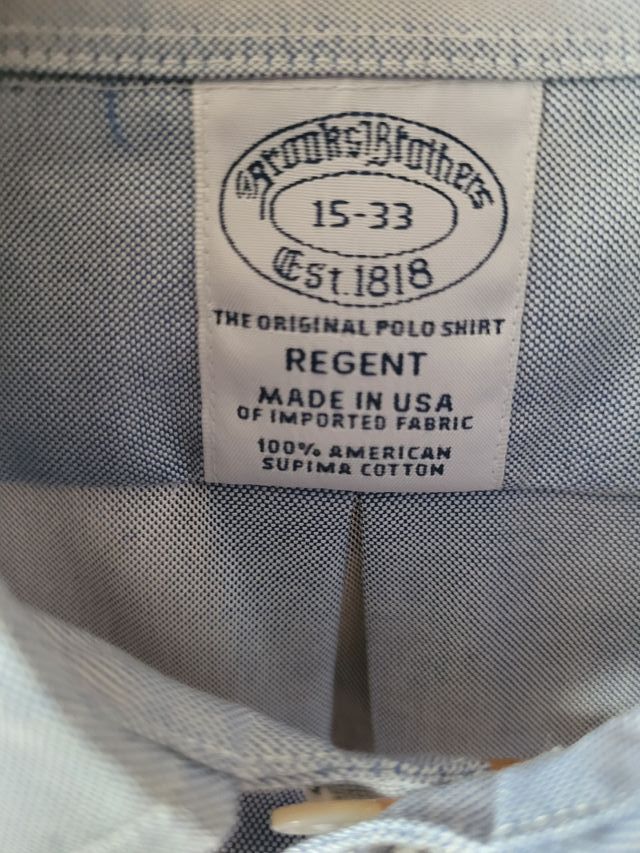 Brooks Brothers
15-33
Est. 1818
THE ORIGINAL POLO SHIRT
REGENT
MADE IN USA
OF IMPORTED FABRIC
100% AMERICAN
SUPIMA COTTON